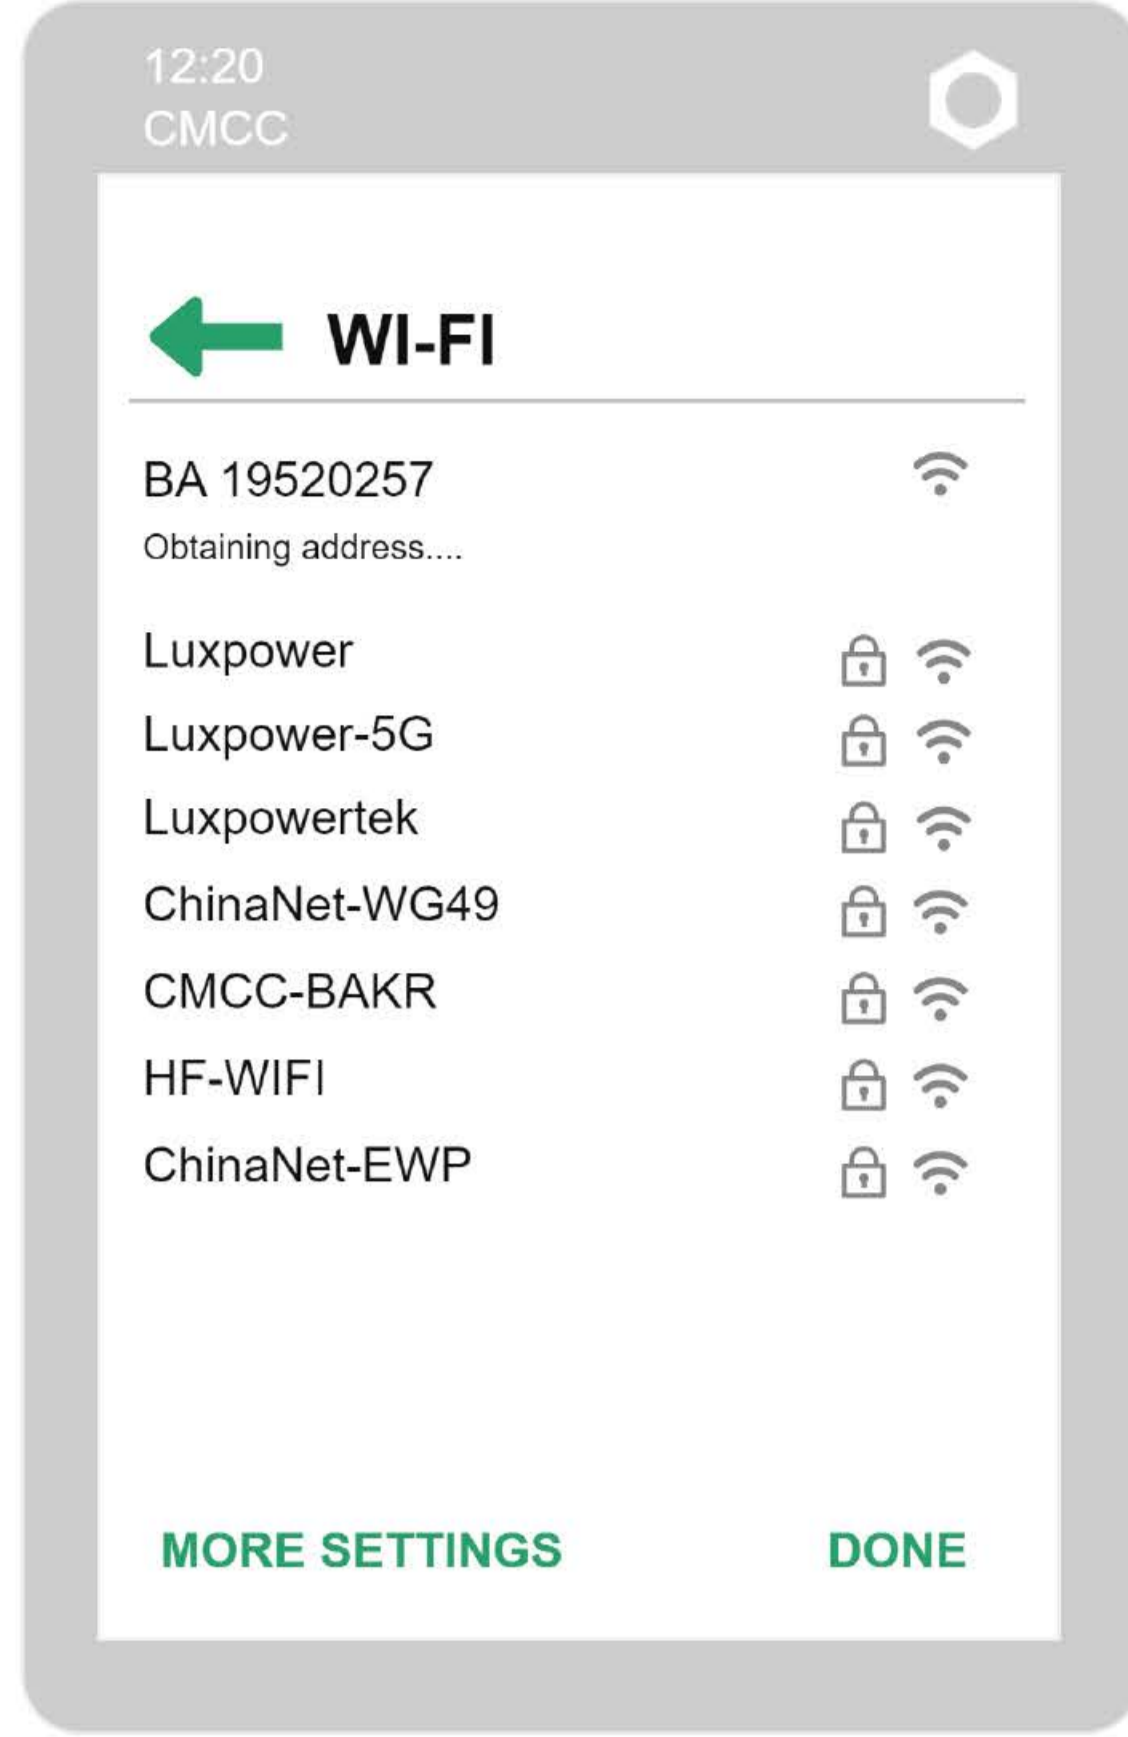 12:20
CMCC
WI-FI
BA 19520257
Obtaining address....
Luxpower
Luxpower-5G
Luxpowertek
ChinaNet-WG49
CMCC-BAKR
HF-WIFI
ChinaNet-EWP
MORE SETTINGS DONE